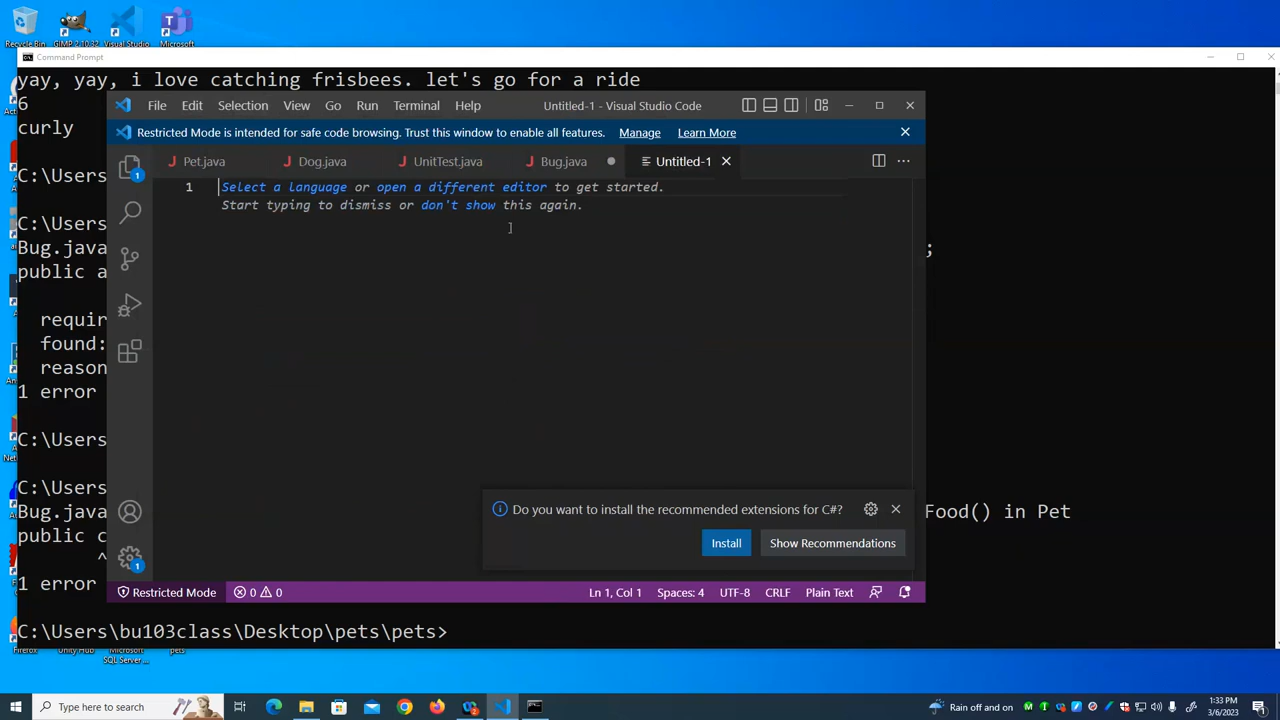 Recycle Bin
GIMP 2.10.32
Visual Studio
Microsoft
Command Prompt
yay, yay, i love catching frisbees. let's go for a ride
6
curly
File Edit Selection View Go Run Terminal Help
Untitled-1 - Visual Studio Code
Restricted Mode is intended for safe code browsing. Trust this window to enable all features. Manage Learn More
J Pet.java
J Dog.java
J UnitTest.java
J Bug.java
Untitled-1
1 Select a language or open a different editor to get started.
Start typing to dismiss or don't show this again.
C:\Users
C:\Users
Bug.java
;
public a
requir
found:
reason
1 error
C:\Users
C:\Users
Bug.java
Food() in Pet
public c
^
1 error
1
1
Do you want to install the recommended extensions for C#?
Install
Show Recommendations
Restricted Mode 0 0
Ln 1, Col 1 Spaces: 4 UTF-8 CRLF Plain Text
C:\Users\bu103class\Desktop\pets\pets>
Firefox
Unity Hub
Microsoft
SQL Server ...
pets
Type here to search
Rain off and on
1:33 PM
3/6/2023
1